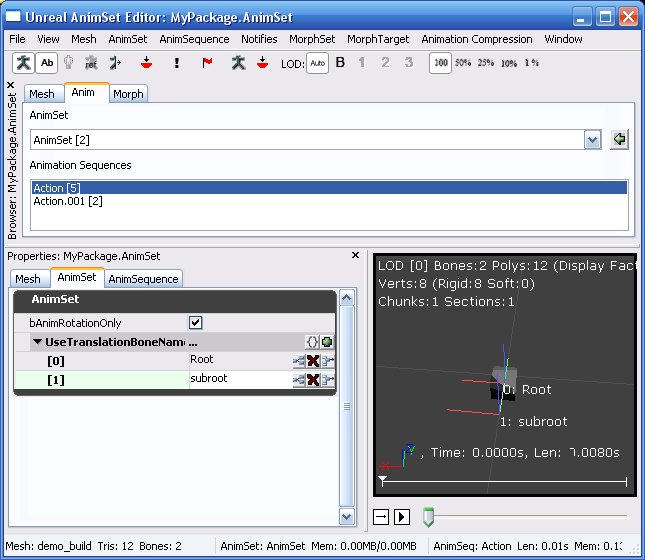 Unreal AnimSet Editor: MyPackage.AnimSet
File View Mesh AnimSet AnimSequence Notifies MorphSet MorphTarget Animation Compression Window
Ab ! LOD: Auto B 1 2 3 100 50% 25% 10% 1%
Browser: MyPackage.AnimSet
Mesh Anim Morph
AnimSet
AnimSet [2]
Animation Sequences
Action [5]
Action.001 [2]
Properties: MyPackage.AnimSet
Mesh AnimSet AnimSequence
AnimSet
bAnimRotationOnly
UseTranslationBoneNam( ...
[0] Root
[1] subroot
LOD [0] Bones:2 Polys:12 (Display Fact
Verts:8 (Rigid:8 Soft:0)
Chunks:1 Sections:1
0: Root
1: subroot
, Time: 0.0000s, Len: 0.0080s
Mesh: demo_build Tris: 12 Bones: 2 AnimSet: AnimSet Mem: 0.00MB/0.00MB AnimSeq: Action Len: 0.01s Mem: 0.13